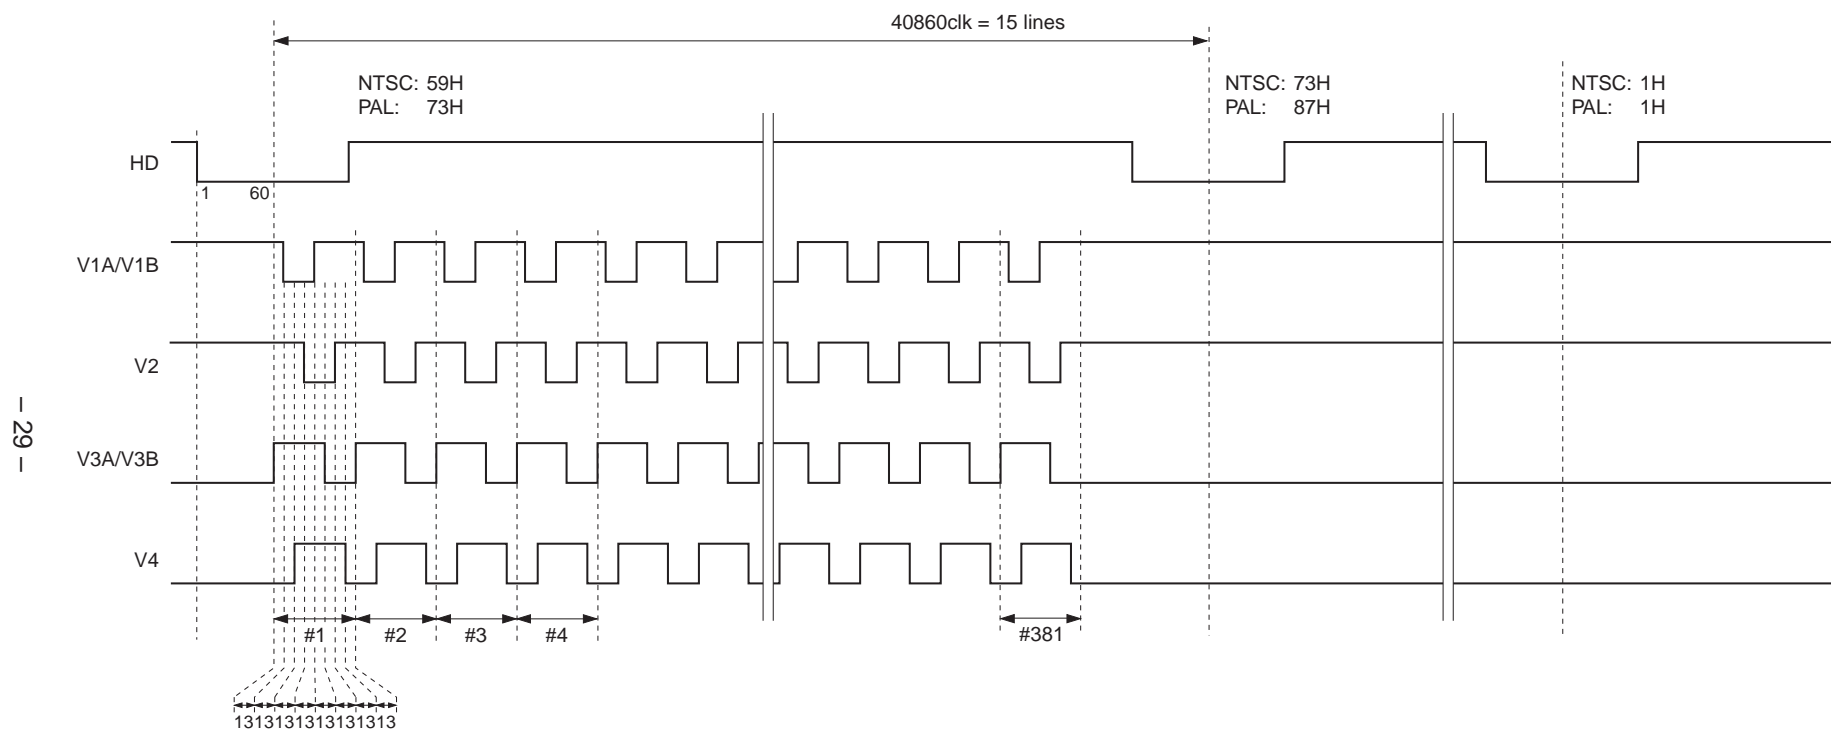 40860clk = 15 lines
NTSC: 59H
PAL: 73H
NTSC: 73H
PAL: 87H
NTSC: 1H
PAL: 1H
HD
1
60
V1A/V1B
V2
V3A/V3B
V4
#1
#2
#3
#4
#381
1313131313131313
– 29 –